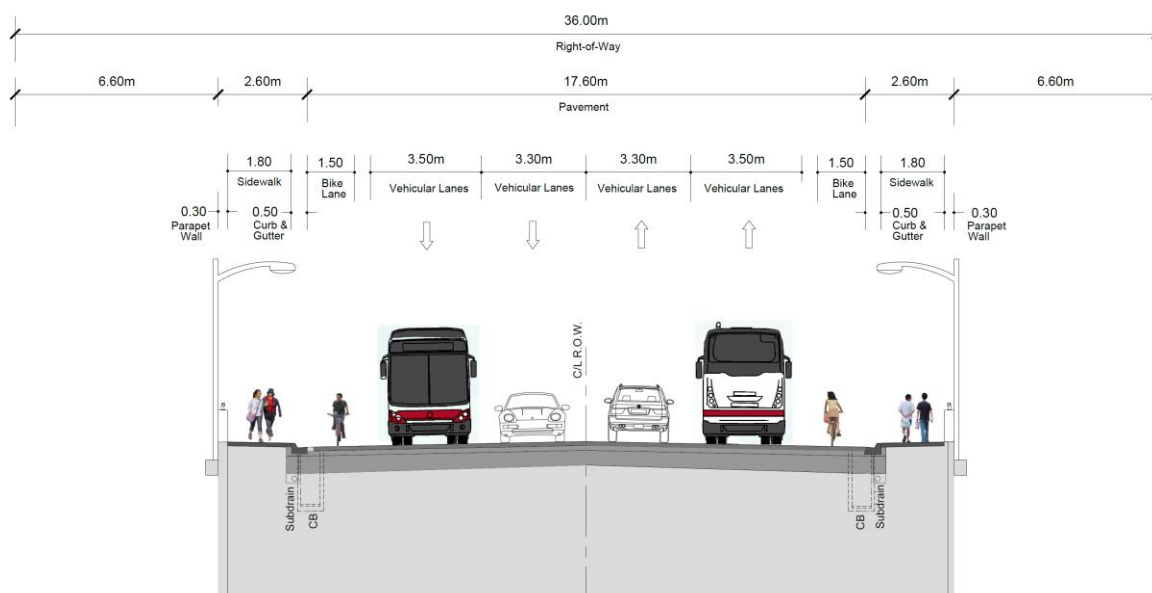 36.00m
Right-of-Way
6.60m
2.60m
17.60m
2.60m
6.60m
Pavement
1.80
1.50
3.50m
3.30m
3.30m
3.50m
1.50
1.80
Sidewalk
Bike
Lane
Vehicular Lanes
Vehicular Lanes
Vehicular Lanes
Vehicular Lanes
Bike
Lane
Sidewalk
0.30
Parapet
Wall
0.50
Curb &
Gutter
0.50
Curb &
Gutter
0.30
Parapet
Wall
C/L R.O.W.
Subdrain
CB
CB
Subdrain